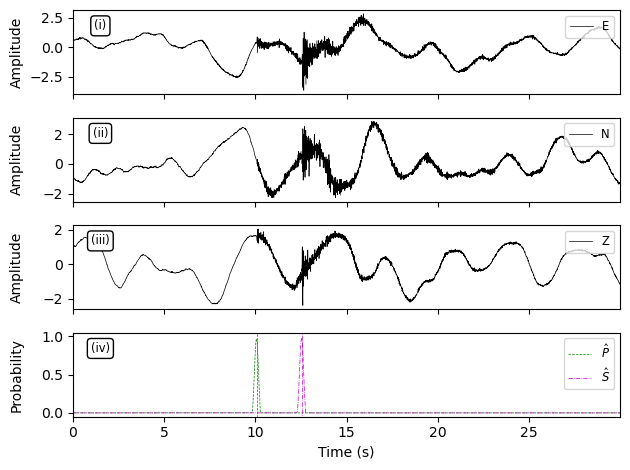 (i)
E
Amplitude
2.5
0.0
−2.5
(ii)
N
Amplitude
2
0
−2
(iii)
Z
Amplitude
2
0
−2
(iv)
P̂
Ŝ
Probability
1.0
0.5
0.0
0 5 10 15 20 25
Time (s)